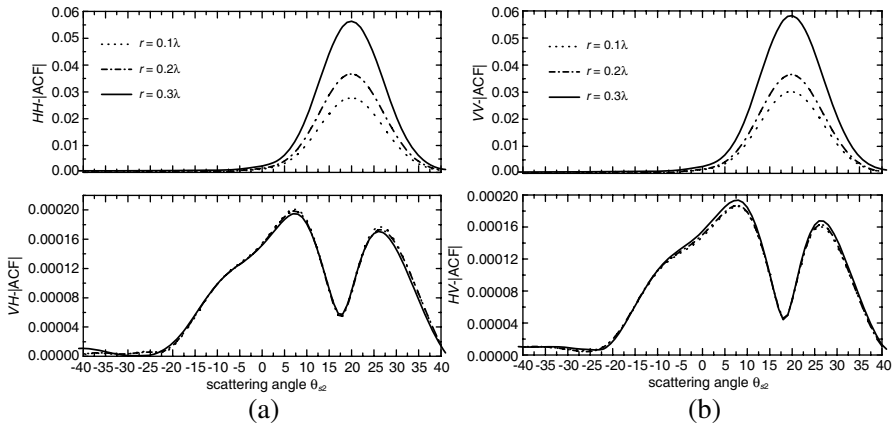 0.06
0.05
0.04
0.03
0.02
0.01
0.00
HH-|ACF|
r = 0.1λ
r = 0.2λ
r = 0.3λ
0.00020
0.00016
0.00012
0.00008
0.00004
0.00000
VH-|ACF|
-40 -35 -30 -25 -20 -15 -10 -5 0 5 10 15 20 25 30 35 40
scattering angle θs2
(a)
0.06
0.05
0.04
0.03
0.02
0.01
0.00
VV-|ACF|
r = 0.1λ
r = 0.2λ
r = 0.3λ
0.00020
0.00016
0.00012
0.00008
0.00004
0.00000
HV-|ACF|
-40 -35 -30 -25 -20 -15 -10 -5 0 5 10 15 20 25 30 35 40
scattering angle θs2
(b)